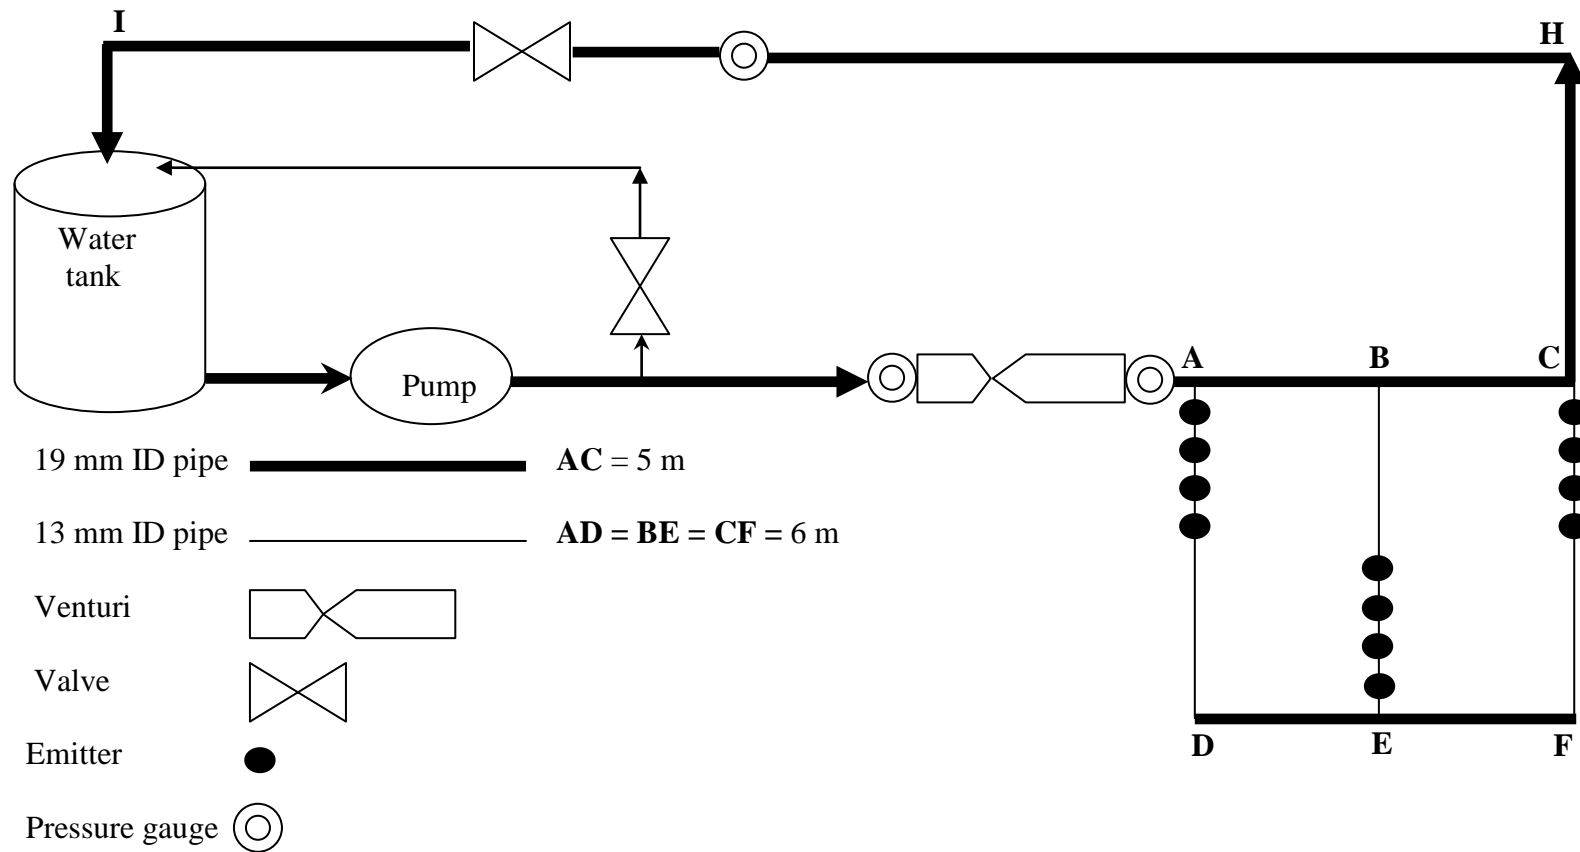 I
H
Water
tank
Pump
A
B
C
19 mm ID pipe
AC = 5 m
13 mm ID pipe
AD = BE = CF = 6 m
Venturi
Valve
D
E
F
Emitter
Pressure gauge